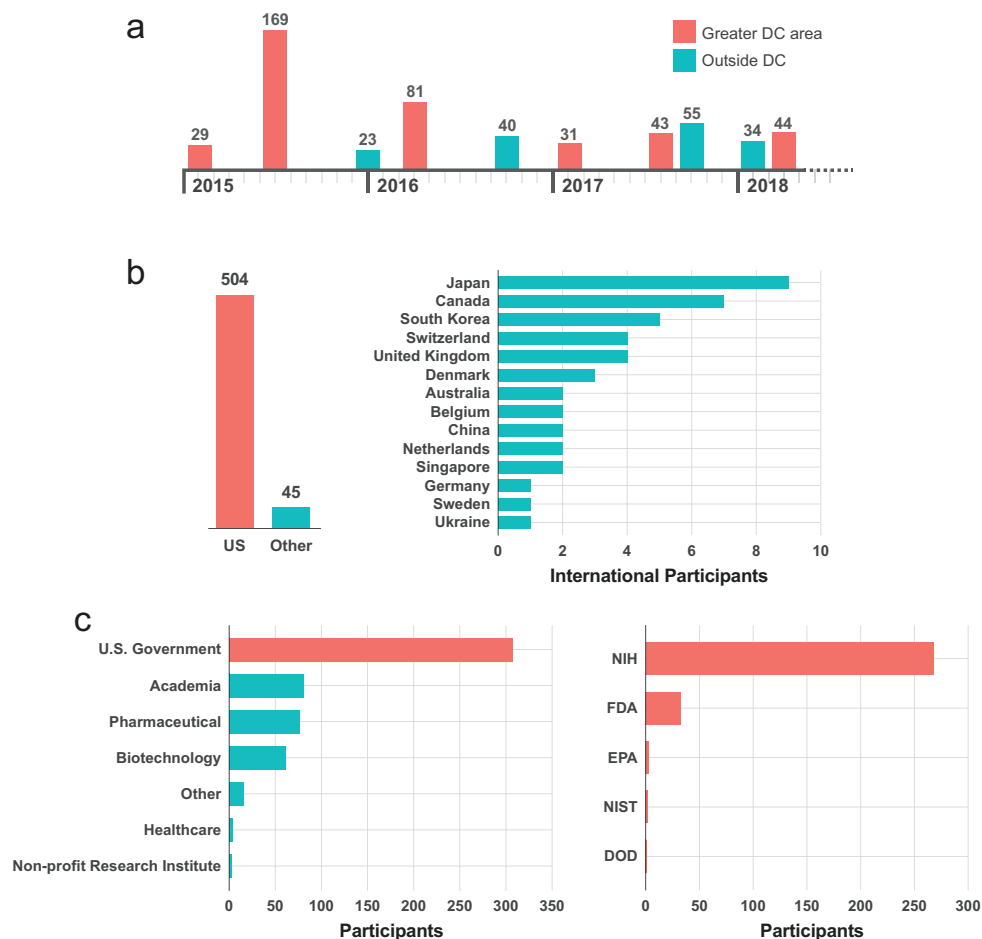 a
169
Greater DC area
Outside DC
81
55
29
23
40
31
43
34
44
2015
2016
2017
2018
b
504
45
US
Other
Japan
Canada
South Korea
Switzerland
United Kingdom
Denmark
Australia
Belgium
China
Netherlands
Singapore
Germany
Sweden
Ukraine
0 2 4 6 8 10
International Participants
c
U.S. Government
Academia
Pharmaceutical
Biotechnology
Other
Healthcare
Non-profit Research Institute
0 50 100 150 200 250 300 350
Participants
NIH
FDA
EPA
NIST
DOD
0 50 100 150 200 250 300
Participants